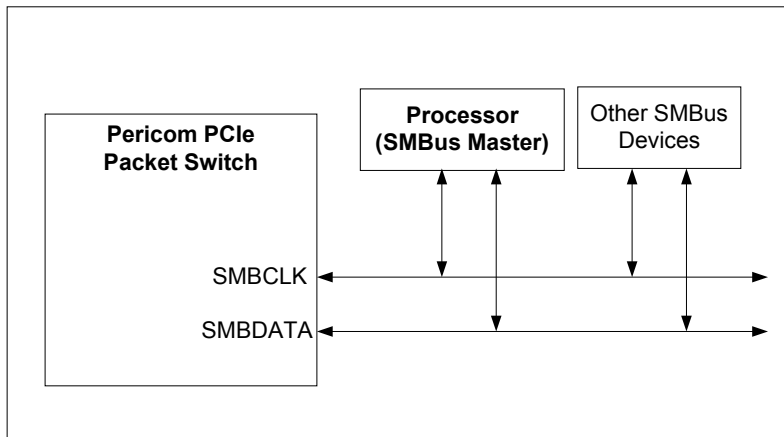 Pericom PCIe
Packet Switch
Processor
(SMBus Master)
Other SMBus
Devices
SMBCLK
SMBDATA